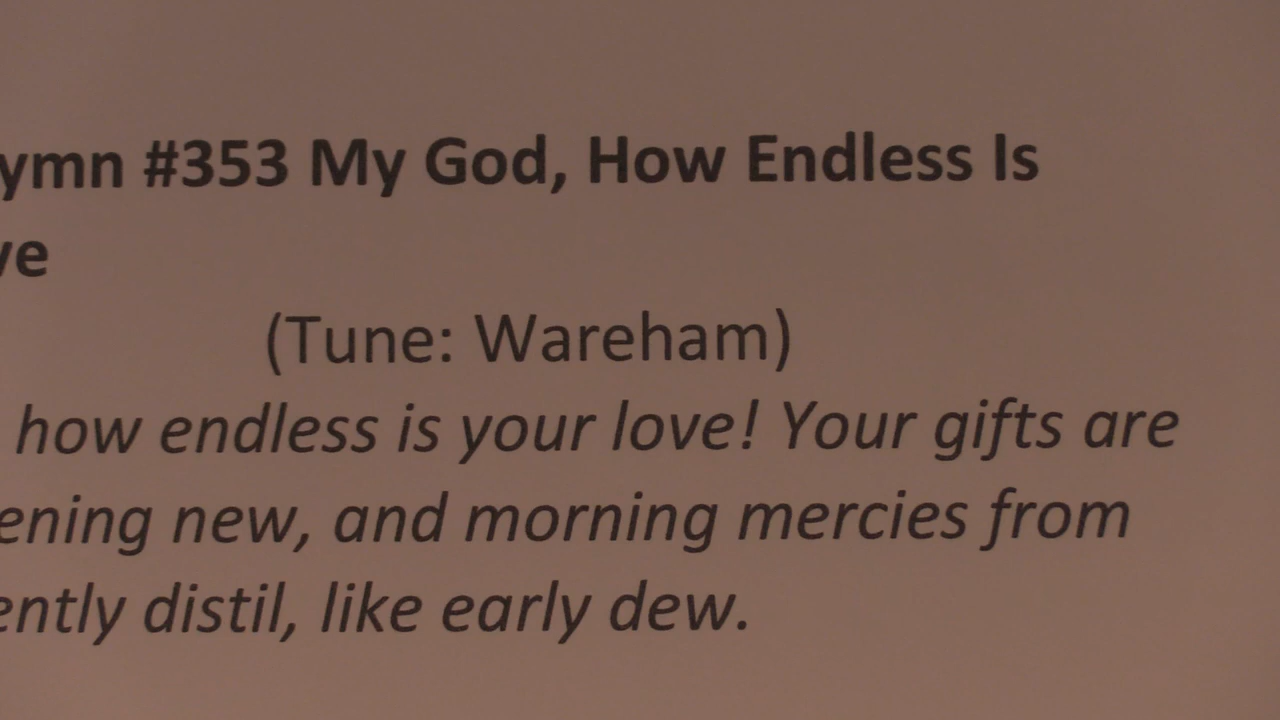 ymn #353 My God, How Endless Is
ve
(Tune: Wareham)
how endless is your love! Your gifts are
ening new, and morning mercies from
ently distil, like early dew.